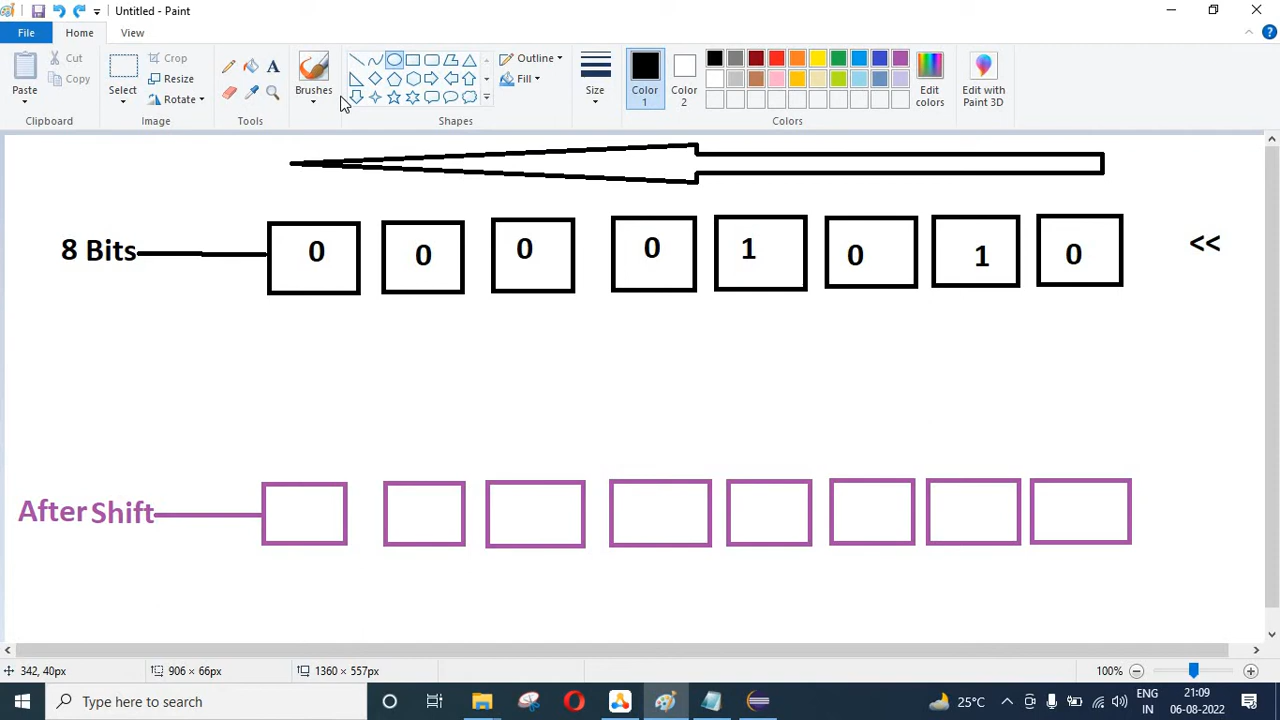 Untitled - Paint
File Home View
Paste Cut Copy
Clipboard
Select Crop Resize Rotate
Image
Tools
Brushes
Shapes
Outline Fill
Size
Color 1
Color 2
Edit colors
Edit with Paint 3D
Colors
8 Bits 0 0 0 0 1 0 1 0 <<
After Shift
342, 40px 906 × 66px 1360 × 557px 100%
Type here to search
25°C
ENG IN
21:09
06-08-2022